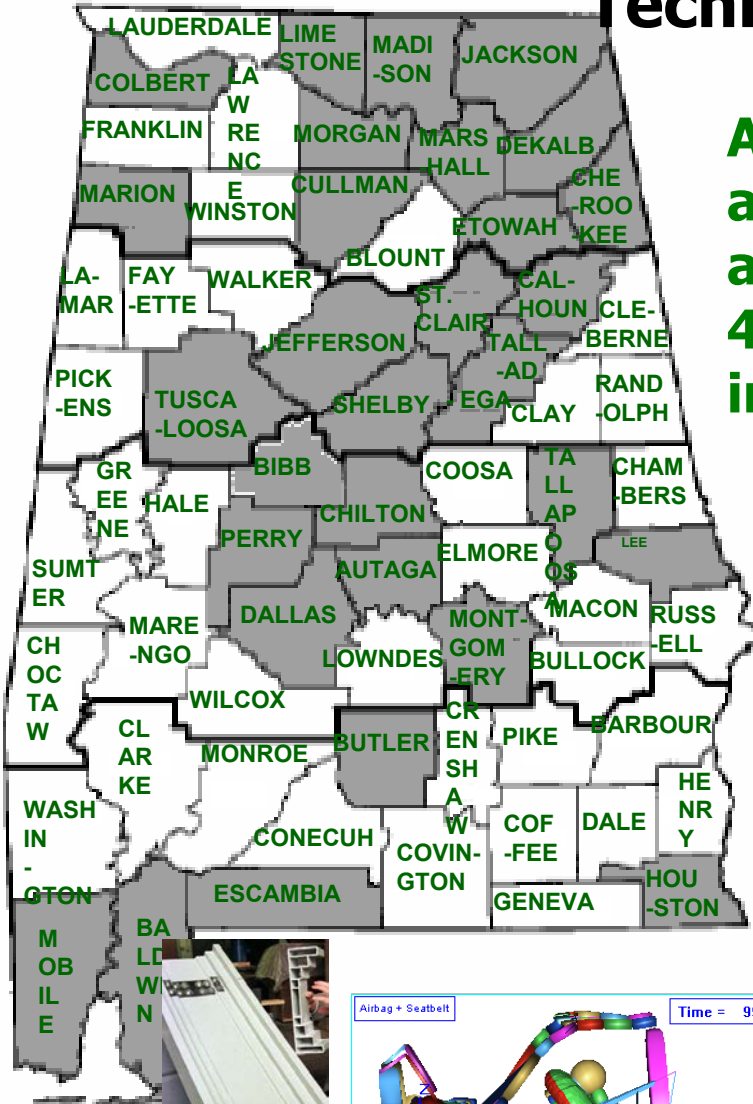 Techn
LAUDERDALE
LIME
STONE
MADI
-SON
JACKSON
COLBERT
LA
W
RE
NC
E
FRANKLIN
MORGAN
MARS
HALL
DEKALB
CHE
-ROO
-KEE
MARION
WINSTON
CULLMAN
ETOWAH
BLOUNT
LA-
MAR
FAY
-ETTE
WALKER
ST.
CLAIR
CAL-
HOUN
CLE-
BERNE
JEFFERSON
TALL
-AD
EGA
PICK
-ENS
TUSCA
-LOOSA
SHELBY
CLAY
RAND
-OLPH
BIBB
COOSA
TA
LL
AP
O
OS
A
CHAM
-BERS
GR
EE
NE
HALE
CHILTON
PERRY
ELMORE
LEE
SUMT
ER
AUTAGA
MARE
-NGO
DALLAS
MONT-
GOM
-ERY
MACON
RUSS
-ELL
CH
OC
TA
W
LOWNDES
BULLOCK
WILCOX
CL
AR
KE
MONROE
BUTLER
CR
EN
SH
A
W
PIKE
BARBOUR
WASH
IN
-
GTON
CONECUH
COVIN-
GTON
COF
-FEE
DALE
HE
NR
Y
ESCAMBIA
GENEVA
HOU
-STON
M
OB
IL
E
BA
LD
WI
N
A
a
a
4
in
Airbag + Seatbelt
Time = 9
Z